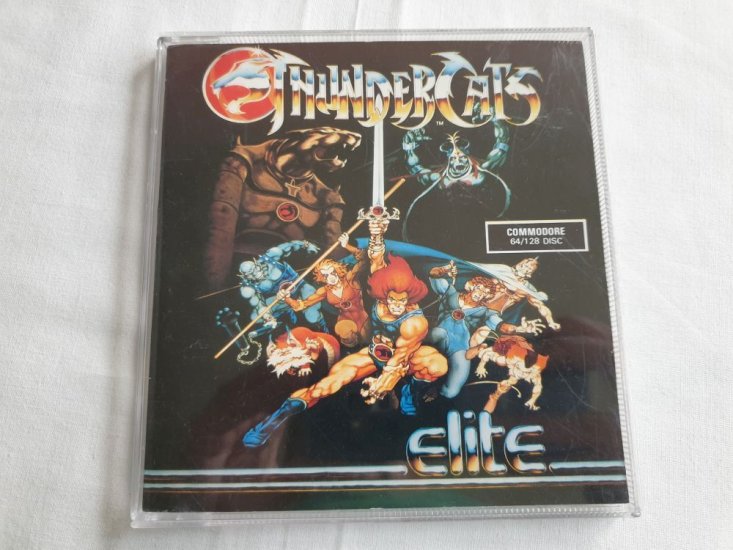 THUNDERCATS
TM
COMMODORE
64/128 DISC
elite